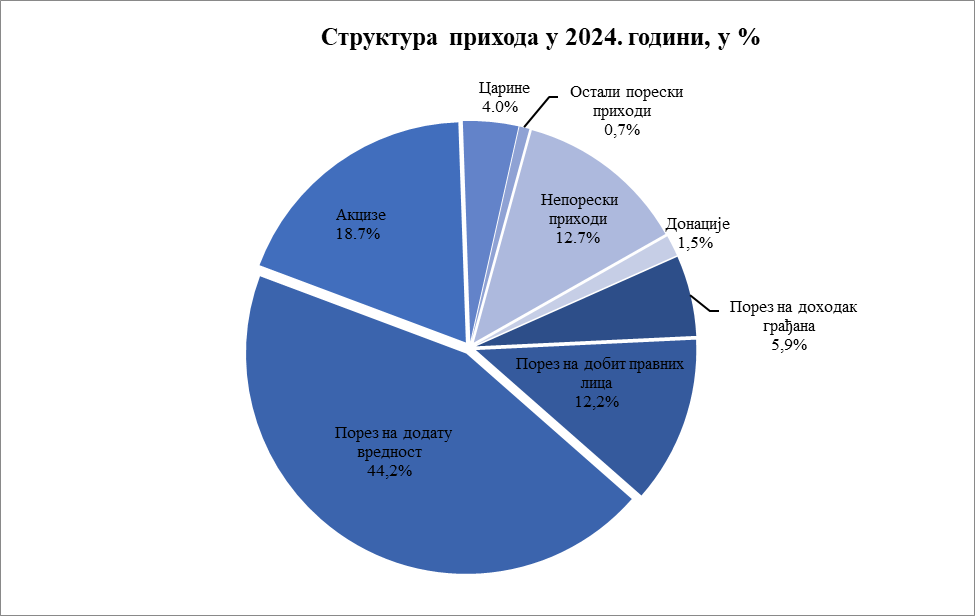 Структура прихода у 2024. години, у %
Царине
4.0%
Остали порески
приходи
0,7%
Непорески
приходи
12.7%
Донације
1,5%
Порез на доходак
грађана
5,9%
Порез на добит правних
лица
12,2%
Порез на додату
вредност
44,2%
Акцизе
18.7%